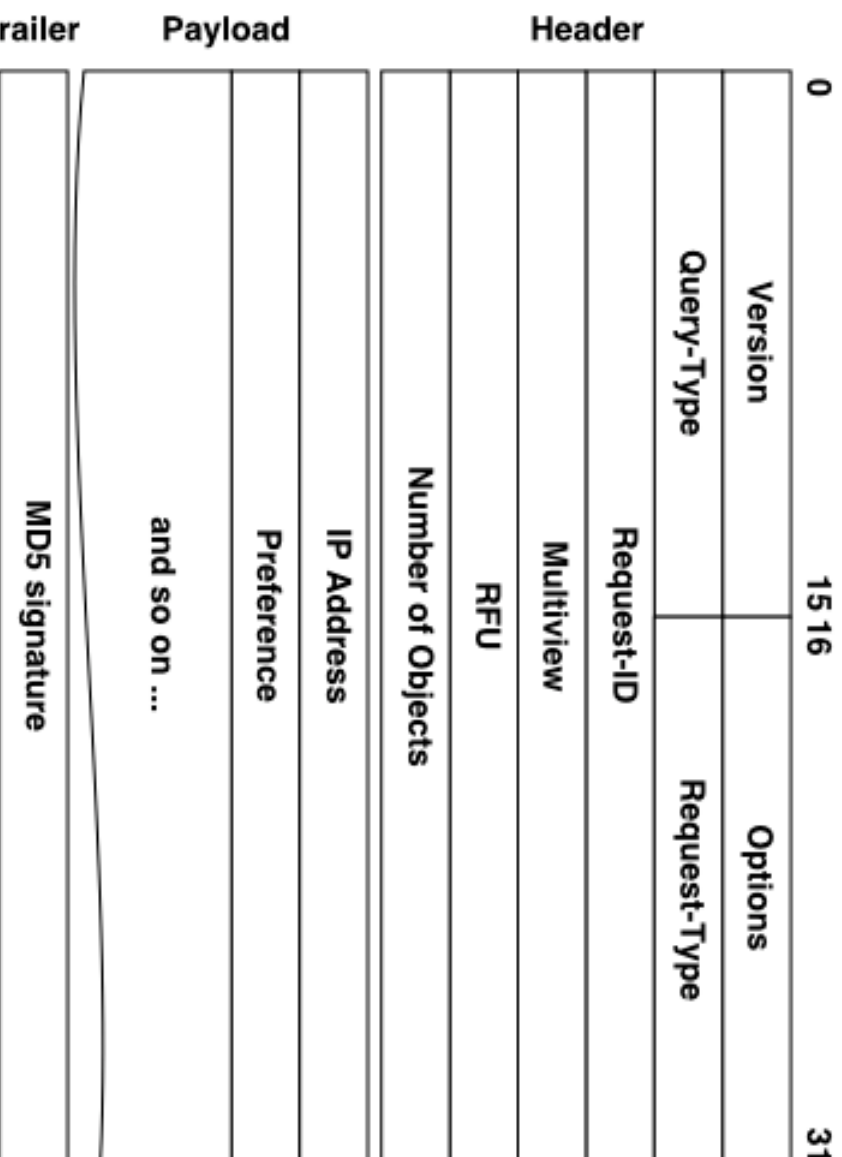 0 15 16 31
Header
Version Options
Query-Type Request-Type
Request-ID
Multiview
RFU
Number of Objects
Payload
IP Address
Preference
and so on ...
railer
MD5 signature